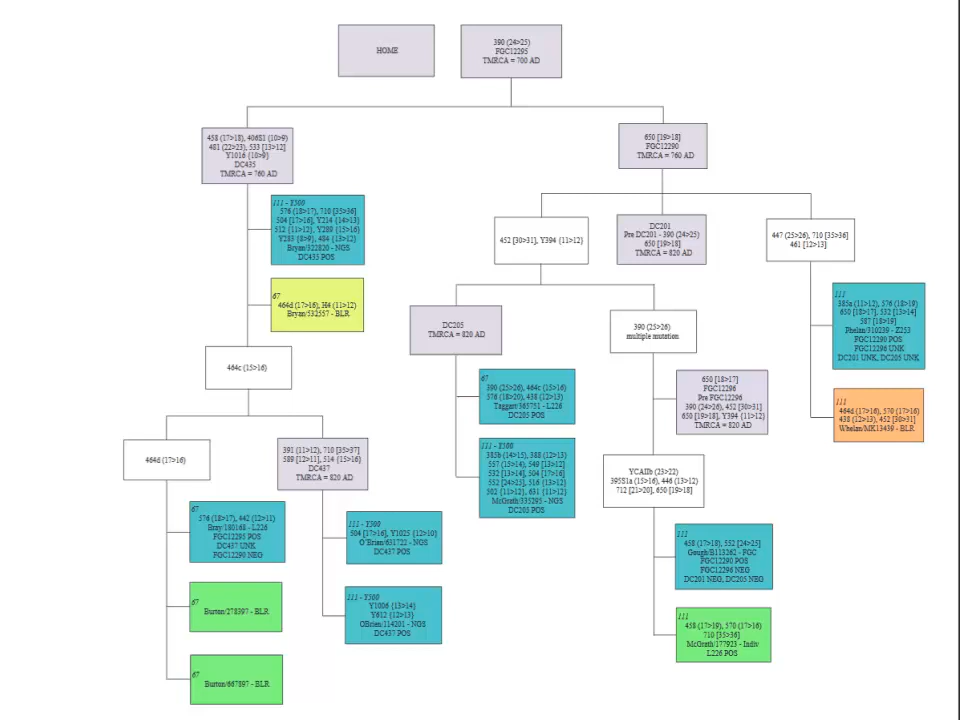 HOME
390 (24>25)
FGC12295
TMRCA = 700 AD
458 (17>18), 406S1 (10>9)
481 (22>23), 533 [13>12]
Y1016 {10>9}
DC435
TMRCA = 760 AD
650 [19>18]
FGC12290
TMRCA = 760 AD
111 - Y500
576 (18>17), 710 [35>36]
504 [17>16], Y214 {14>13}
512 {11>12}, Y289 {15>16}
Y283 {8>9}, 484 {13>12}
Bryan/322820 - NGS
DC435 POS
67
464d (17>16), H4 (11>12)
Bryan/532557 - BLR
464c (15>16)
464d (17>16)
391 (11>12), 710 [35>37]
589 [12>11], 514 (15>16)
DC437
TMRCA = 820 AD
67
576 (18>17), 442 (12>11)
Bray/180168 - L226
FGC12295 POS
DC437 UNK
FGC12290 NEG
67
Burton/278397 - BLR
67
Burton/667897 - BLR
111 - Y500
504 [17>16], Y1025 {12>10}
O'Brien/631722 - NGS
DC437 POS
111 - Y500
Y1006 {13>14}
Y612 {12>13}
OBrien/114201 - NGS
DC437 POS
452 [30>31], Y394 {11>12}
DC201
Pre DC201 - 390 (24>25)
650 [19>18]
TMRCA = 820 AD
447 (25>26), 710 [35>36]
461 [12>13]
DC205
TMRCA = 820 AD
390 (25>26)
multiple mutation
67
390 (25>26), 464c (15>16)
576 (18>20), 438 (12>13)
Taggart/365751 - L226
DC205 POS
111 - Y500
385b (14>15), 388 (12>13)
557 (15>14), 549 [12>13]
532 [13>14], 504 [17>16]
552 [24>23], 516 {13>12}
502 {11>12}, 631 {11>12}
McGrath/335295 - NGS
DC205 POS
650 [18>17]
FGC12296
Pre FGC12296
390 (24>26), 452 [30>31]
650 [19>18], Y394 {11>12}
TMRCA = 820 AD
YCAIIb (23>22)
395S1a (15>16), 446 (13>12)
712 [21>20], 650 [19>18]
111
458 (17>18), 552 [24>25]
Gough/B113262 - FGC
FGC12290 POS
FGC12296 NEG
DC201 NEG, DC205 NEG
111
458 (17>19), 570 (17>16)
710 [35>36]
McGrath/177923 - Indiv
L226 POS
111
385a (11>12), 576 (18>19)
650 [18>17], 532 [13>14]
587 [18>19]
Phelan/310239 - Z253
FGC12290 POS
FGC12296 UNK
DC201 UNK, DC205 UNK
111
464d (17>16), 570 (17>16)
438 (12>13), 452 [30>31]
Whelan/MK13439 - BLR